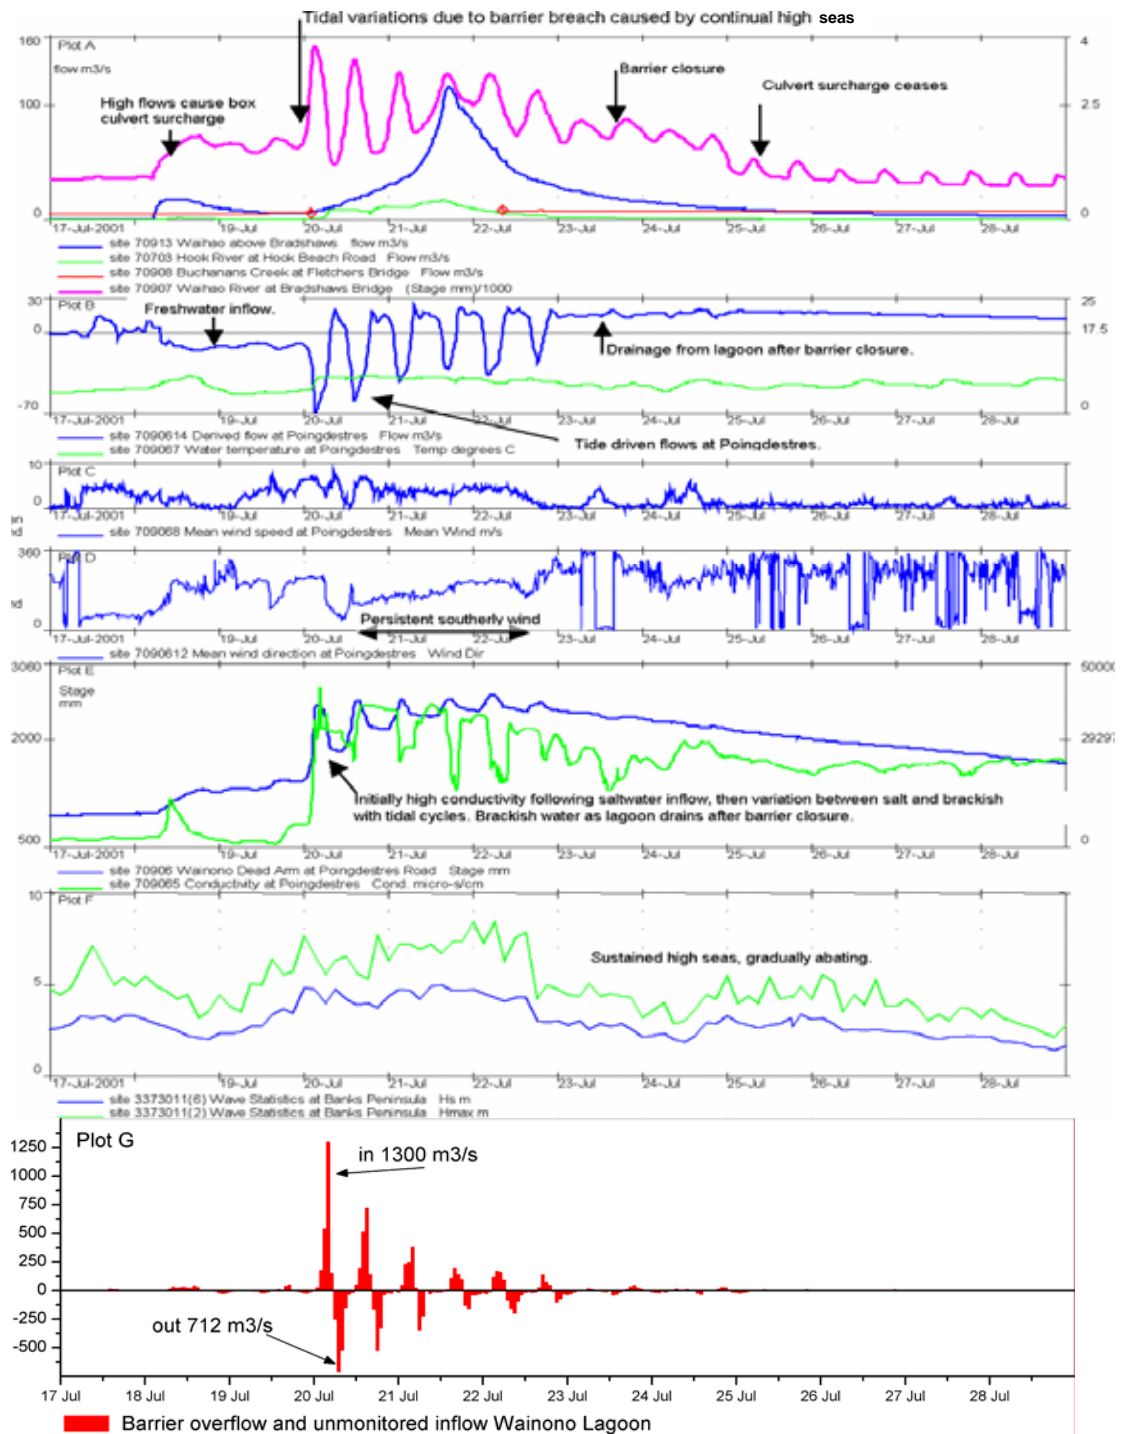 Tidal variations due to barrier breach caused by continual high seas
160
Plot A
4
flow m3/s
Barrier closure
Culvert surcharge ceases
High flows cause box
culvert surcharge
100
2.5
0
0
17-Jul-2001 19-Jul 20-Jul 21-Jul 22-Jul 23-Jul 24-Jul 25-Jul 26-Jul 27-Jul 28-Jul
site 70913 Waihao above Bradshaws flow m3/s
site 70703 Hook River at Hook Beach Road Flow m3/s
site 70908 Buchanans Creek at Fletchers Bridge Flow m3/s
site 70907 Waihao River at Bradshaws Bridge (Stage mm)/1000
30
Plot B
25
Freshwater inflow.
0
17.5
Drainage from lagoon after barrier closure.
-70
0
17-Jul-2001 19-Jul 20-Jul 21-Jul 22-Jul 23-Jul 24-Jul 25-Jul 26-Jul 27-Jul 28-Jul
site 7090614 Derived flow at Poingdestres Flow m3/s
Tide driven flows at Poingdestres.
site 709067 Water temperature at Poingdestres Temp degrees C
10
Plot C
0
17-Jul-2001 19-Jul 20-Jul 21-Jul 22-Jul 23-Jul 24-Jul 25-Jul 26-Jul 27-Jul 28-Jul
site 709068 Mean wind speed at Poingdestres Mean Wind m/s
360
Plot D
Persistent southerly wind
0
17-Jul-2001 19-Jul 20-Jul 21-Jul 22-Jul 23-Jul 24-Jul 25-Jul 26-Jul 27-Jul 28-Jul
site 7090612 Mean wind direction at Poingdestres Wind Dir
3060
Plot E
50000
Stage
mm
2000
29297
Initially high conductivity following saltwater inflow, then variation between salt and brackish
with tidal cycles. Brackish water as lagoon drains after barrier closure.
500
0
17-Jul-2001 19-Jul 20-Jul 21-Jul 22-Jul 23-Jul 24-Jul 25-Jul 26-Jul 27-Jul 28-Jul
site 70906 Wainono Dead Arm at Poingdestres Road Stage mm
site 709065 Conductivity at Poingdestres Cond. micro-s/cm
10
Plot F
Sustained high seas, gradually abating.
5
0
17-Jul-2001 19-Jul 20-Jul 21-Jul 22-Jul 23-Jul 24-Jul 25-Jul 26-Jul 27-Jul 28-Jul
site 3373011(6) Wave Statistics at Banks Peninsula Hs m
site 3373011(2) Wave Statistics at Banks Peninsula Hmax m
Plot G
1250
in 1300 m3/s
1000
750
500
250
0
-250
out 712 m3/s
-500
17 Jul 18 Jul 19 Jul 20 Jul 21 Jul 22 Jul 23 Jul 24 Jul 25 Jul 26 Jul 27 Jul 28 Jul
Barrier overflow and unmonitored inflow Wainono Lagoon